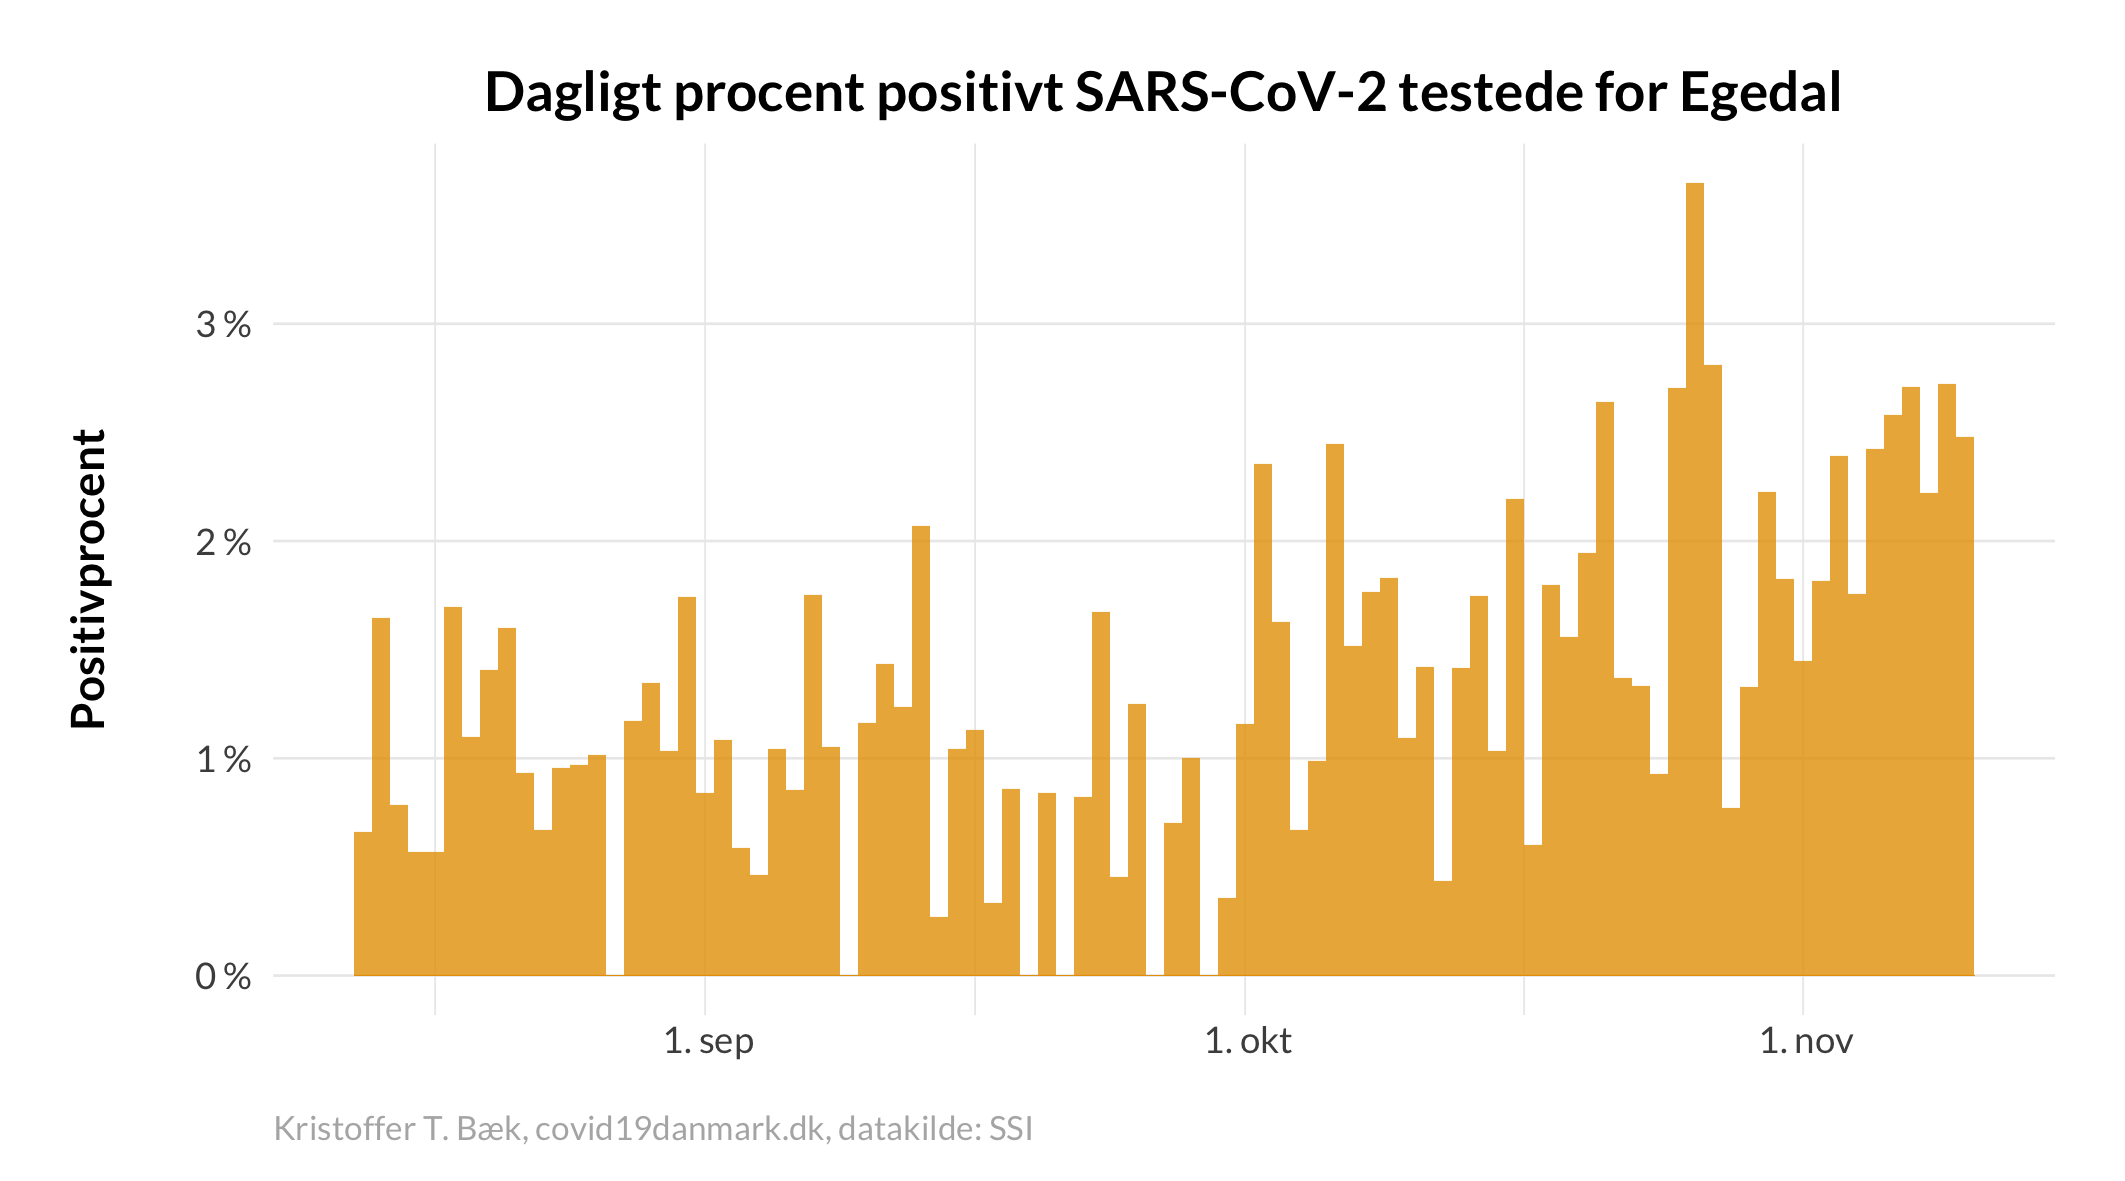 Dagligt procent positivt SARS-CoV-2 testede for Egedal
Positivprocent
3 %
2 %
1 %
0 %
1. sep
1. okt
1. nov
Kristoffer T. Bæk, covid19danmark.dk, datakilde: SSI